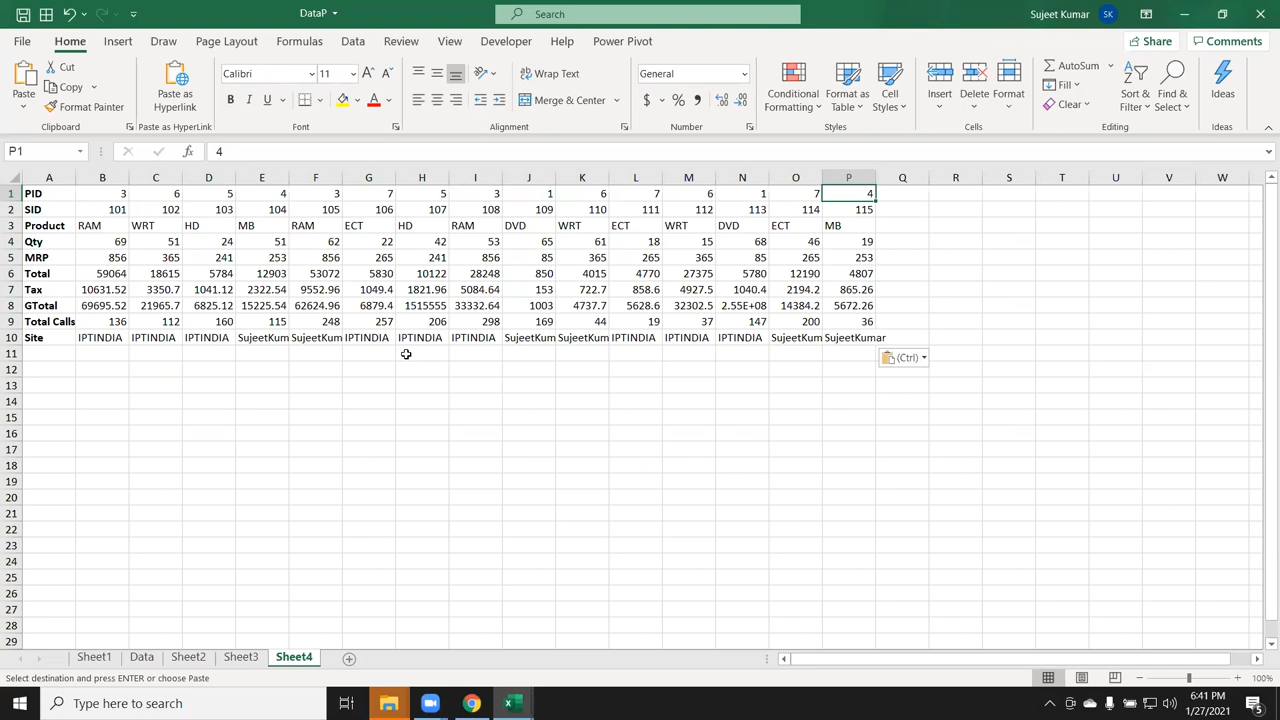 DataP
Search
Sujeet Kumar
SK
File Home Insert Draw Page Layout Formulas Data Review View Developer Help Power Pivot
Share
Comments
Paste
Cut
Copy
Format Painter
Clipboard
Paste as Hyperlink
Paste as HyperLink
Calibri
11
B I U
Font
Wrap Text
Merge & Center
Alignment
General
$ % ,
Number
Conditional Formatting
Format as Table
Cell Styles
Styles
Insert
Delete
Format
Cells
AutoSum
Fill
Clear
Sort & Filter
Find & Select
Editing
Ideas
Ideas
P1
fx
4
A B C D E F G H I J K L M N O P Q R S T U V W
1 PID 3 6 5 4 3 7 5 3 1 6 7 6 1 7 4
2 SID 101 102 103 104 105 106 107 108 109 110 111 112 113 114 115
3 Product RAM WRT HD MB RAM ECT HD RAM DVD WRT ECT WRT DVD ECT MB
4 Qty 69 51 24 51 62 22 42 53 65 61 18 15 68 46 19
5 MRP 856 365 241 253 856 265 241 856 85 365 265 365 85 265 253
6 Total 59064 18615 5784 12903 53072 5830 10122 28248 850 4015 4770 27375 5780 12190 4807
7 Tax 10631.52 3350.7 1041.12 2322.54 9552.96 1049.4 1821.96 5084.64 153 722.7 858.6 4927.5 1040.4 2194.2 865.26
8 GTotal 69695.52 21965.7 6825.12 15225.54 62624.96 6879.4 1515555 33332.64 1003 4737.7 5628.6 32302.5 2.55E+08 14384.2 5672.26
9 Total Calls 136 112 160 115 248 257 206 298 169 44 19 37 147 200 36
10 Site IPTINDIA IPTINDIA IPTINDIA SujeetKum SujeetKum IPTINDIA IPTINDIA IPTINDIA SujeetKum SujeetKum IPTINDIA IPTINDIA IPTINDIA SujeetKum SujeetKumar
11
(Ctrl)
12
13
14
15
16
17
18
19
20
21
22
23
24
25
26
27
28
29
Sheet1 Data Sheet2 Sheet3 Sheet4
Select destination and press ENTER or choose Paste
100%
Type here to search
6:41 PM
1/27/2021